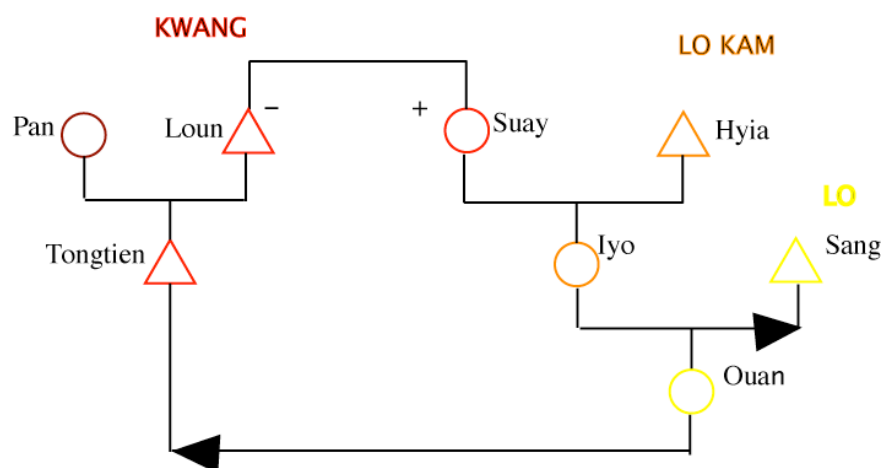 KWANG
LO KAM
Pan
Loun
−
+
Suay
Hyia
LO
Tongtien
Iyo
Sang
Ouan